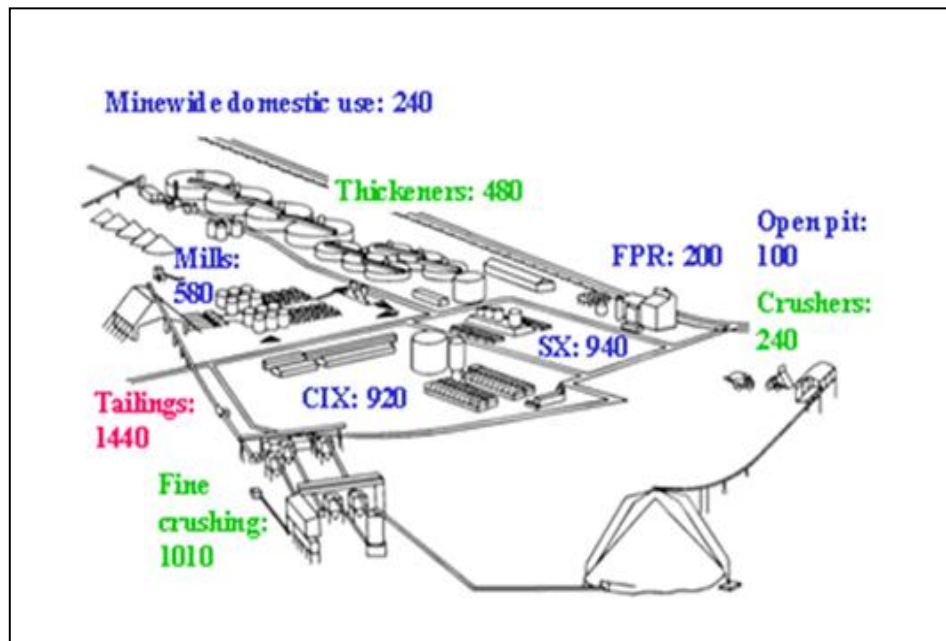 Minewide domestic use: 240
Thickeners: 480
Open pit:
100
FPR: 200
Mills:
580
Crushers:
240
SX: 940
CIX: 920
Tailings:
1440
Fine
crushing:
1010